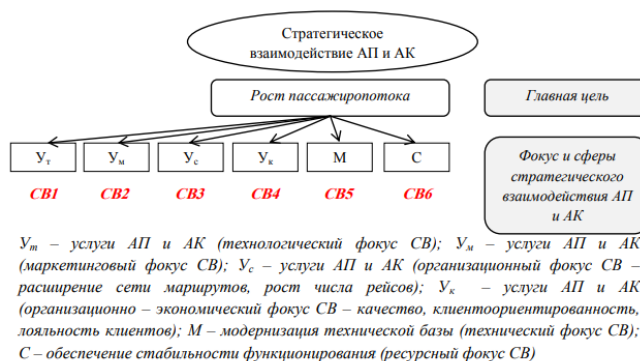 Стратегическое
взаимодействие АП и АК
Рост пассажиропотока
Главная цель
Ут Ум Ус Ук М С
Фокус и сферы
стратегического
взаимодействия АП
и АК
СВ1 СВ2 СВ3 СВ4 СВ5 СВ6
Ут – услуги АП и АК (технологический фокус СВ); Ум – услуги АП и АК
(маркетинговый фокус СВ); Ус – услуги АП и АК (организационный фокус СВ –
расширение сети маршрутов, рост числа рейсов); Ук – услуги АП и АК
(организационно – экономический фокус СВ – качество, клиентоориентированность,
лояльность клиентов); М – модернизация технической базы (технический фокус СВ);
С – обеспечение стабильности функционирования (ресурсный фокус СВ)